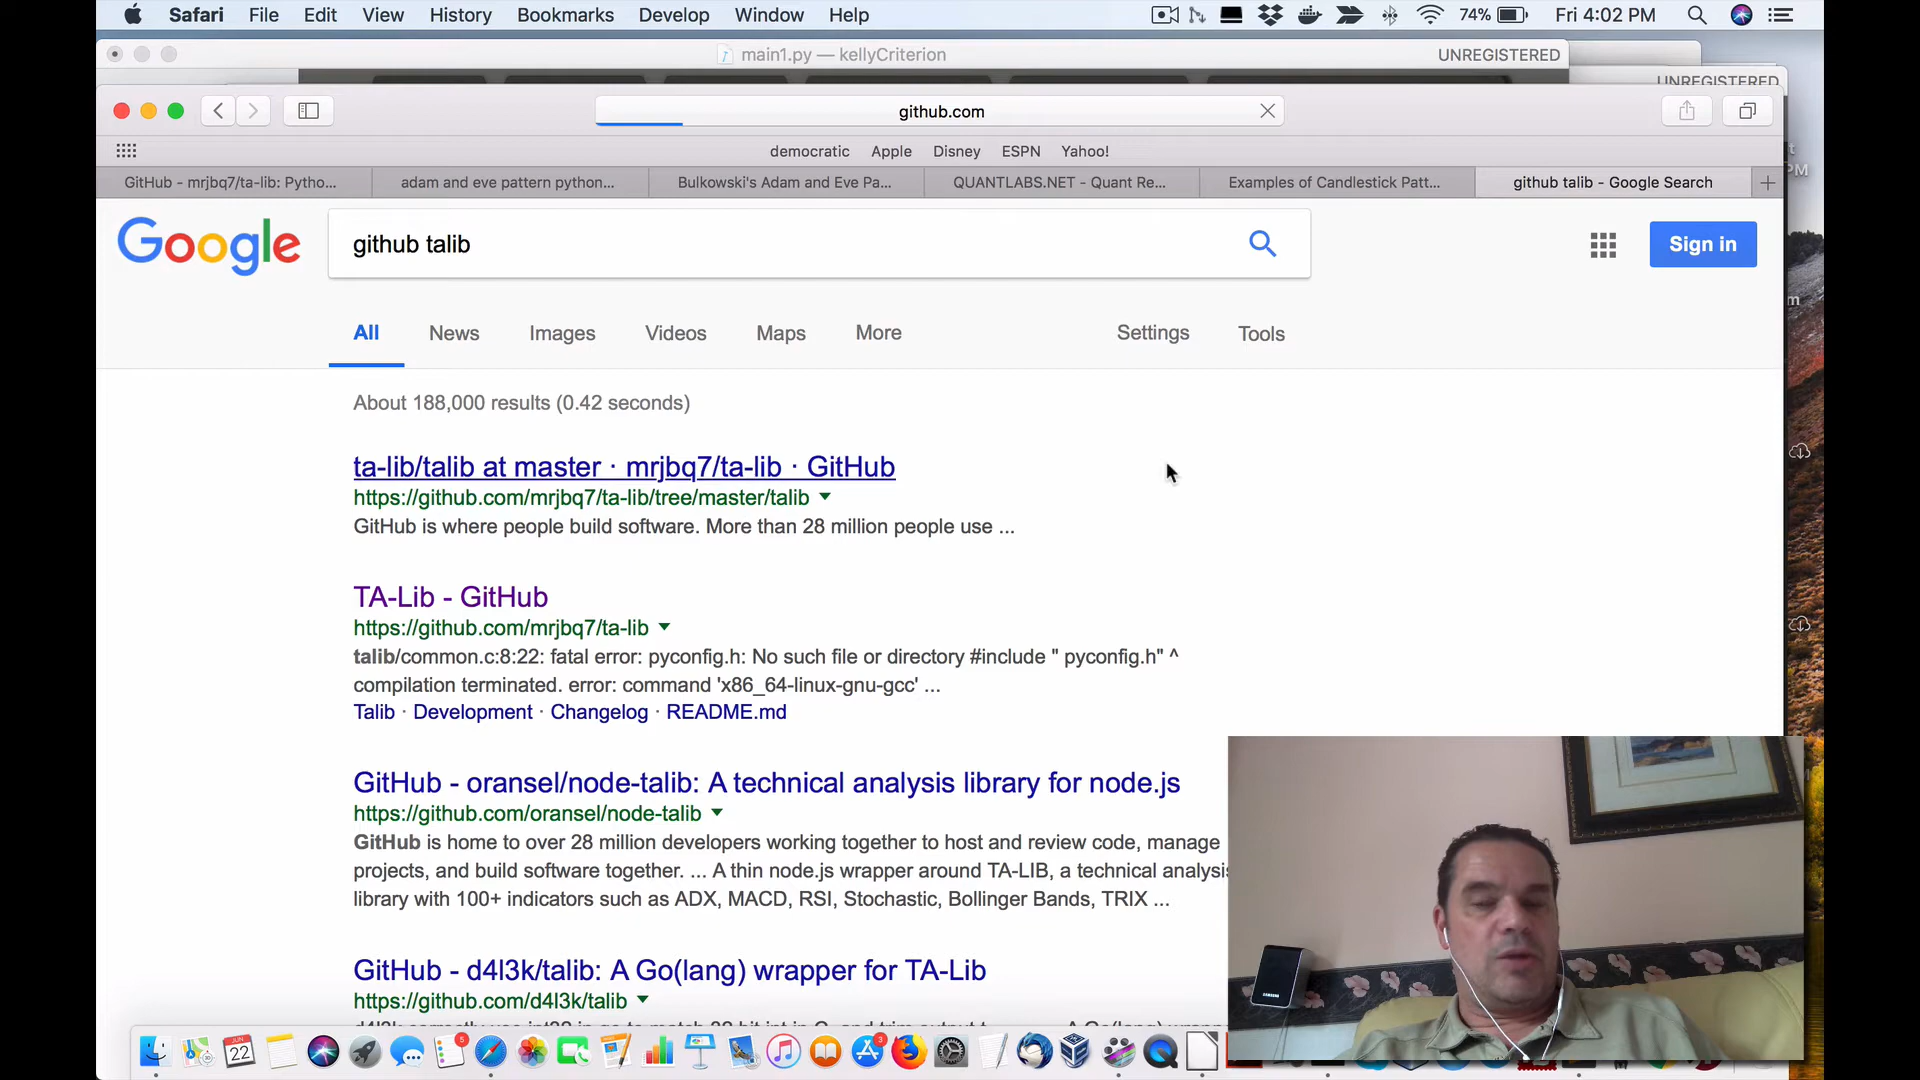 Safari File Edit View History Bookmarks Develop Window Help 74% Fri 4:02 PM
main1.py — kellyCriterion UNREGISTERED
UNREGISTERED
github.com
democratic Apple Disney ESPN Yahoo!
GitHub - mrjbq7/ta-lib: Pytho... adam and eve pattern python... Bulkowski's Adam and Eve Pa... QUANTLABS.NET - Quant Re... Examples of Candlestick Patt... github talib - Google Search
Google github talib Sign in
All News Images Videos Maps More Settings Tools
About 188,000 results (0.42 seconds)
ta-lib/talib at master · mrjbq7/ta-lib · GitHub
https://github.com/mrjbq7/ta-lib/tree/master/talib
GitHub is where people build software. More than 28 million people use ...
TA-Lib - GitHub
https://github.com/mrjbq7/ta-lib
talib/common.c:8:22: fatal error: pyconfig.h: No such file or directory #include " pyconfig.h" ^
compilation terminated. error: command 'x86_64-linux-gnu-gcc' ...
Talib · Development · Changelog · README.md
GitHub - oransel/node-talib: A technical analysis library for node.js
https://github.com/oransel/node-talib
GitHub is home to over 28 million developers working together to host and review code, manage
projects, and build software together. ... A thin node.js wrapper around TA-LIB, a technical analysis
library with 100+ indicators such as ADX, MACD, RSI, Stochastic, Bollinger Bands, TRIX ...
GitHub - d4l3k/talib: A Go(lang) wrapper for TA-Lib
https://github.com/d4l3k/talib
SAMSUNG
JUN
22
5
3